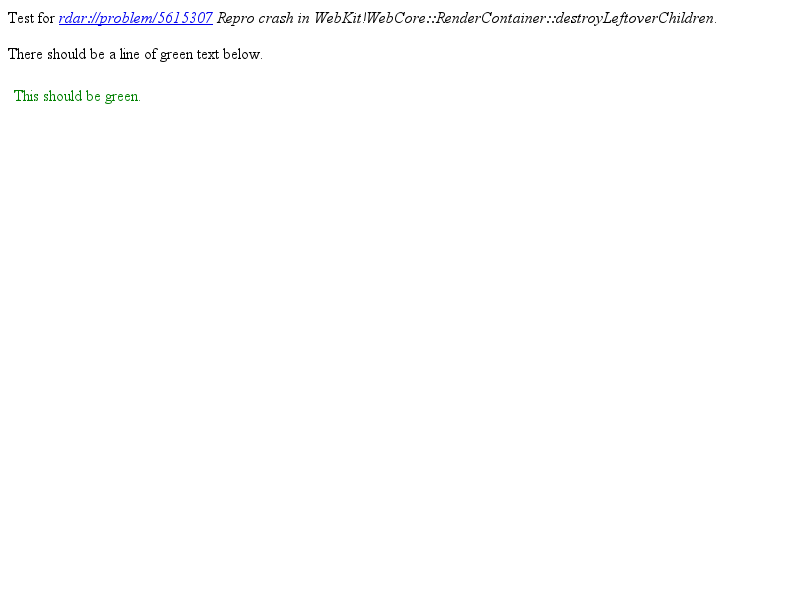 Test for rdar://problem/5615307 Repro crash in WebKit!WebCore::RenderContainer::destroyLeftoverChildren.
There should be a line of green text below.
This should be green.